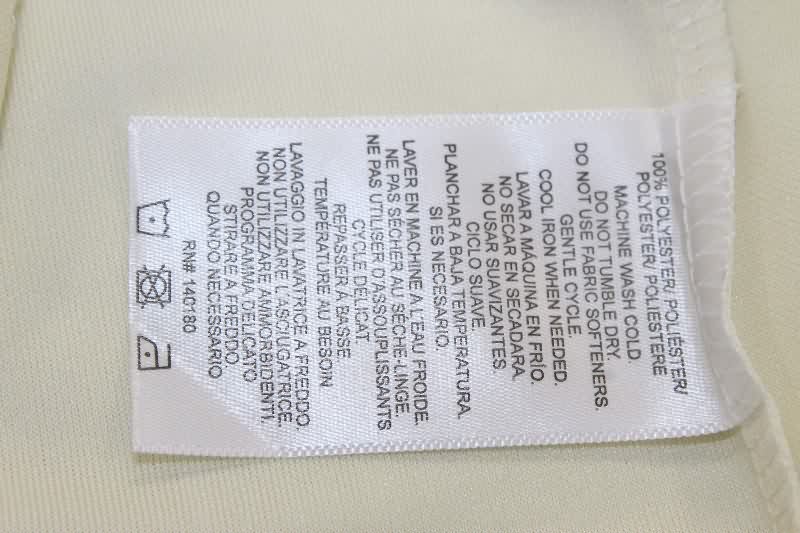 100% POLYESTER/ POLIÉSTER/
POLYESTER/ POLIESTERE
MACHINE WASH COLD.
DO NOT TUMBLE DRY.
DO NOT USE FABRIC SOFTENERS.
GENTLE CYCLE.
COOL IRON WHEN NEEDED.
LAVAR A MÁQUINA EN FRÍO.
NO SECAR EN SECADARA.
NO USAR SUAVIZANTES
CICLO SUAVE.
PLANCHAR A BAJA TEMPERATURA
SI ES NECESARIO.
LAVER EN MACHINE A L'EAU FROIDE.
NE PAS SÉCHER AU SÈCHE-LINGE.
NE PAS UTILISER D'ASSOUPLISSANTS
CYCLE DÉLICAT
REPASSER À BASSE
TEMPÉRATURE AU BESOIN
LAVAGGIO IN LAVATRICE A FREDDO.
NON UTILIZZARE L'ASCIUGATRICE.
NON UTILIZZARE AMMORBIDENTI.
PROGRAMMA DELICATO
STIRARE A FREDDO.
QUANDO NECESSARIO
RN# 140180